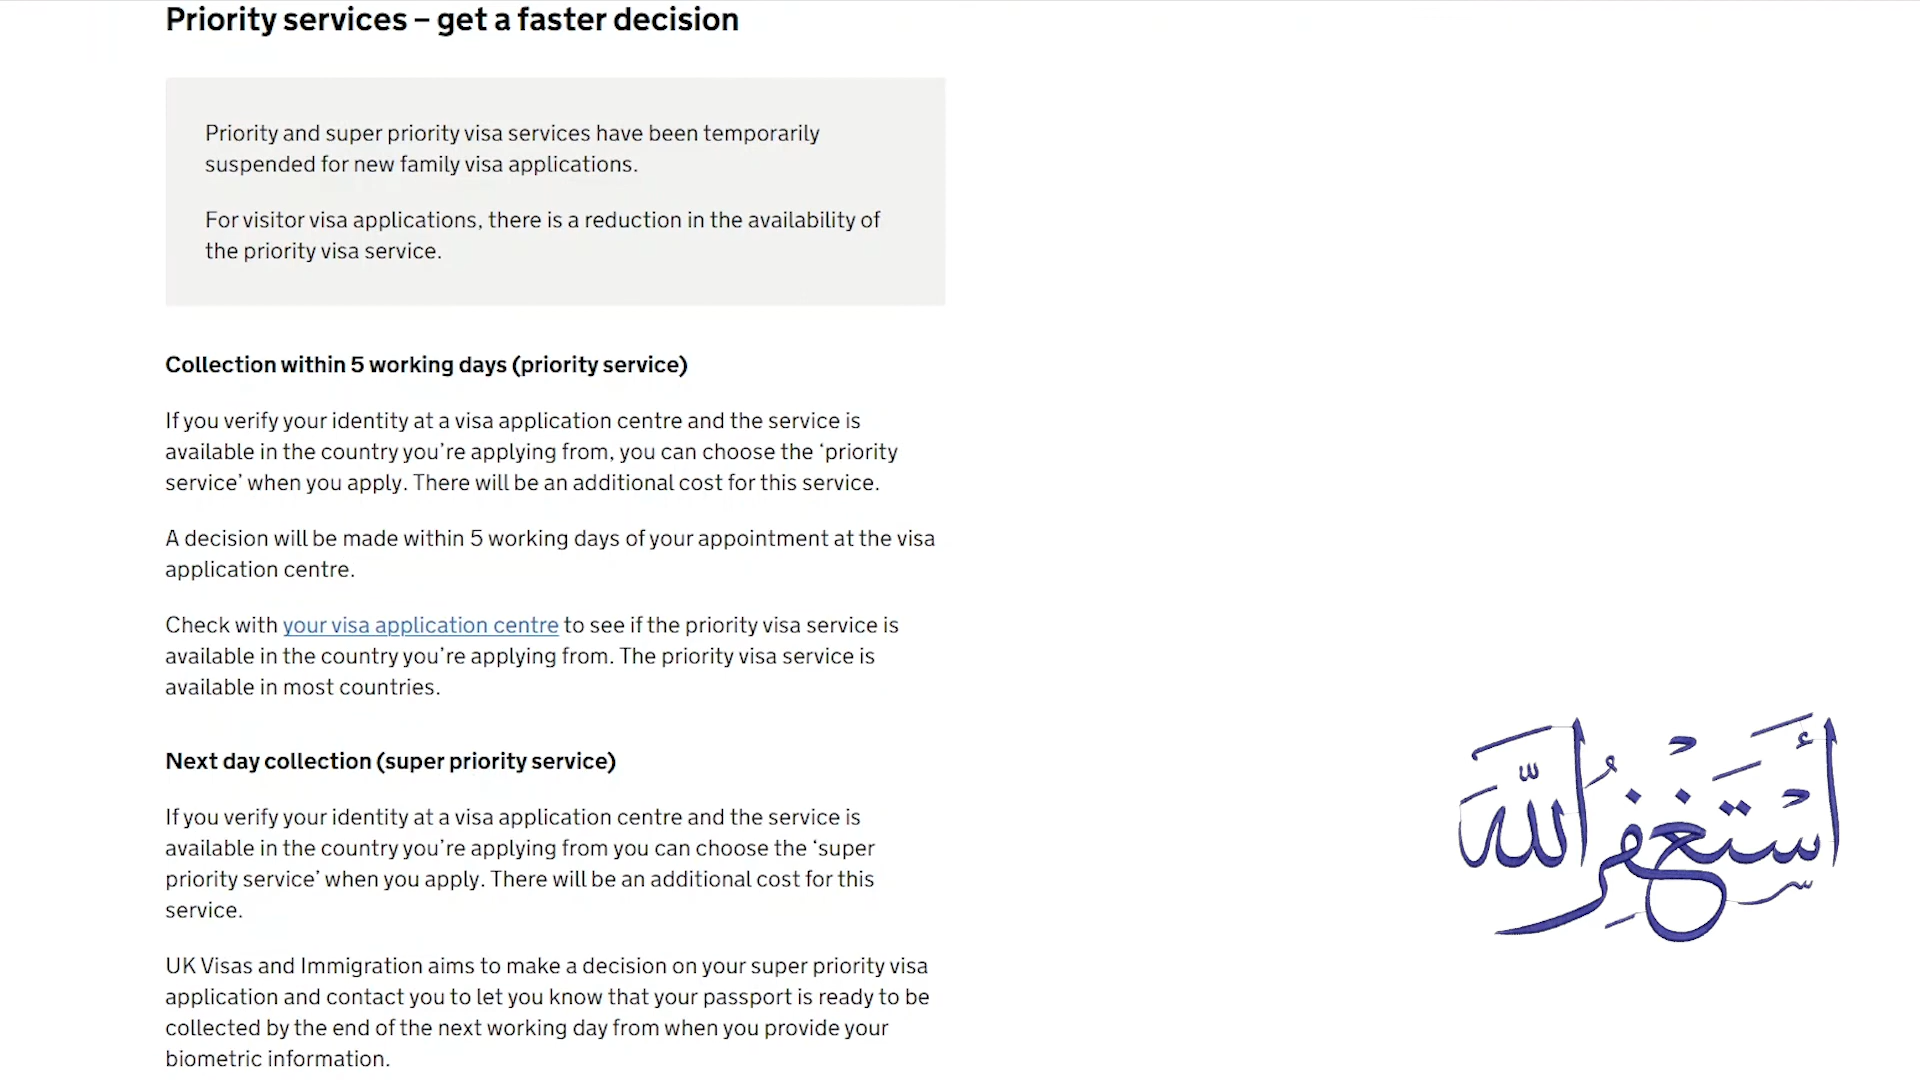 Priority services – get a faster decision
Priority and super priority visa services have been temporarily
suspended for new family visa applications.
For visitor visa applications, there is a reduction in the availability of
the priority visa service.
Collection within 5 working days (priority service)
If you verify your identity at a visa application centre and the service is
available in the country you’re applying from, you can choose the ‘priority
service’ when you apply. There will be an additional cost for this service.
A decision will be made within 5 working days of your appointment at the visa
application centre.
Check with your visa application centre to see if the priority visa service is
available in the country you’re applying from. The priority visa service is
available in most countries.
Next day collection (super priority service)
If you verify your identity at a visa application centre and the service is
available in the country you’re applying from you can choose the ‘super
priority service’ when you apply. There will be an additional cost for this
service.
UK Visas and Immigration aims to make a decision on your super priority visa
application and contact you to let you know that your passport is ready to be
collected by the end of the next working day from when you provide your
biometric information.
أَسْتَغْفِرُ اللَّهَ